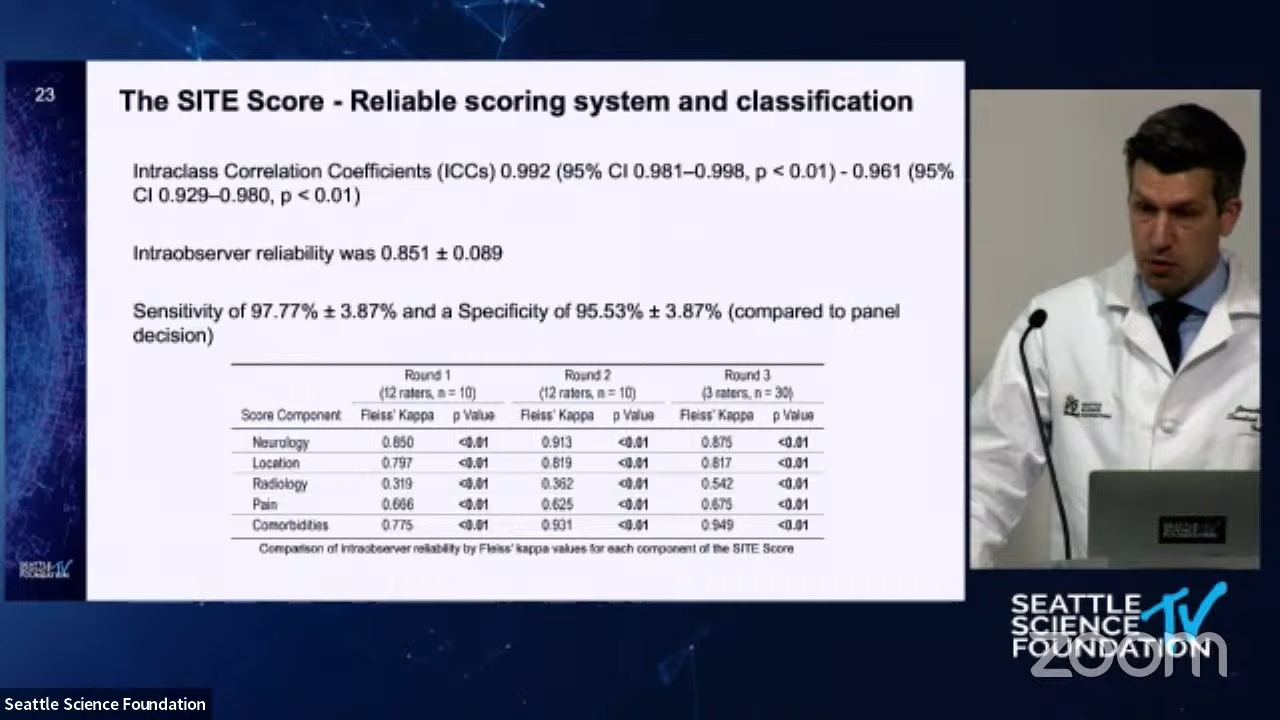 23
The SITE Score - Reliable scoring system and classification
Intraclass Correlation Coefficients (ICCs) 0.992 (95% CI 0.981–0.998, p < 0.01) - 0.961 (95%
CI 0.929–0.980, p < 0.01)
Intraobserver reliability was 0.851 ± 0.089
Sensitivity of 97.77% ± 3.87% and a Specificity of 95.53% ± 3.87% (compared to panel
decision)
Round 1 Round 2 Round 3
(12 raters, n = 10) (12 raters, n = 10) (3 raters, n = 30)
Score Component Fleiss' Kappa p Value Fleiss' Kappa p Value Fleiss' Kappa p Value
Neurology 0.850 <0.01 0.913 <0.01 0.875 <0.01
Location 0.797 <0.01 0.819 <0.01 0.817 <0.01
Radiology 0.319 <0.01 0.362 <0.01 0.542 <0.01
Pain 0.666 <0.01 0.625 <0.01 0.675 <0.01
Comorbidities 0.775 <0.01 0.931 <0.01 0.949 <0.01
Comparison of Intraobserver reliability by Fleiss' kappa values for each component of the SITE Score
SEATTLE
SCIENCE TV
FOUNDATION
SEATTLE
SCIENCE
FOUNDATION
SEATTLE
SCIENCE TV
FOUNDATION
zoom
Seattle Science Foundation